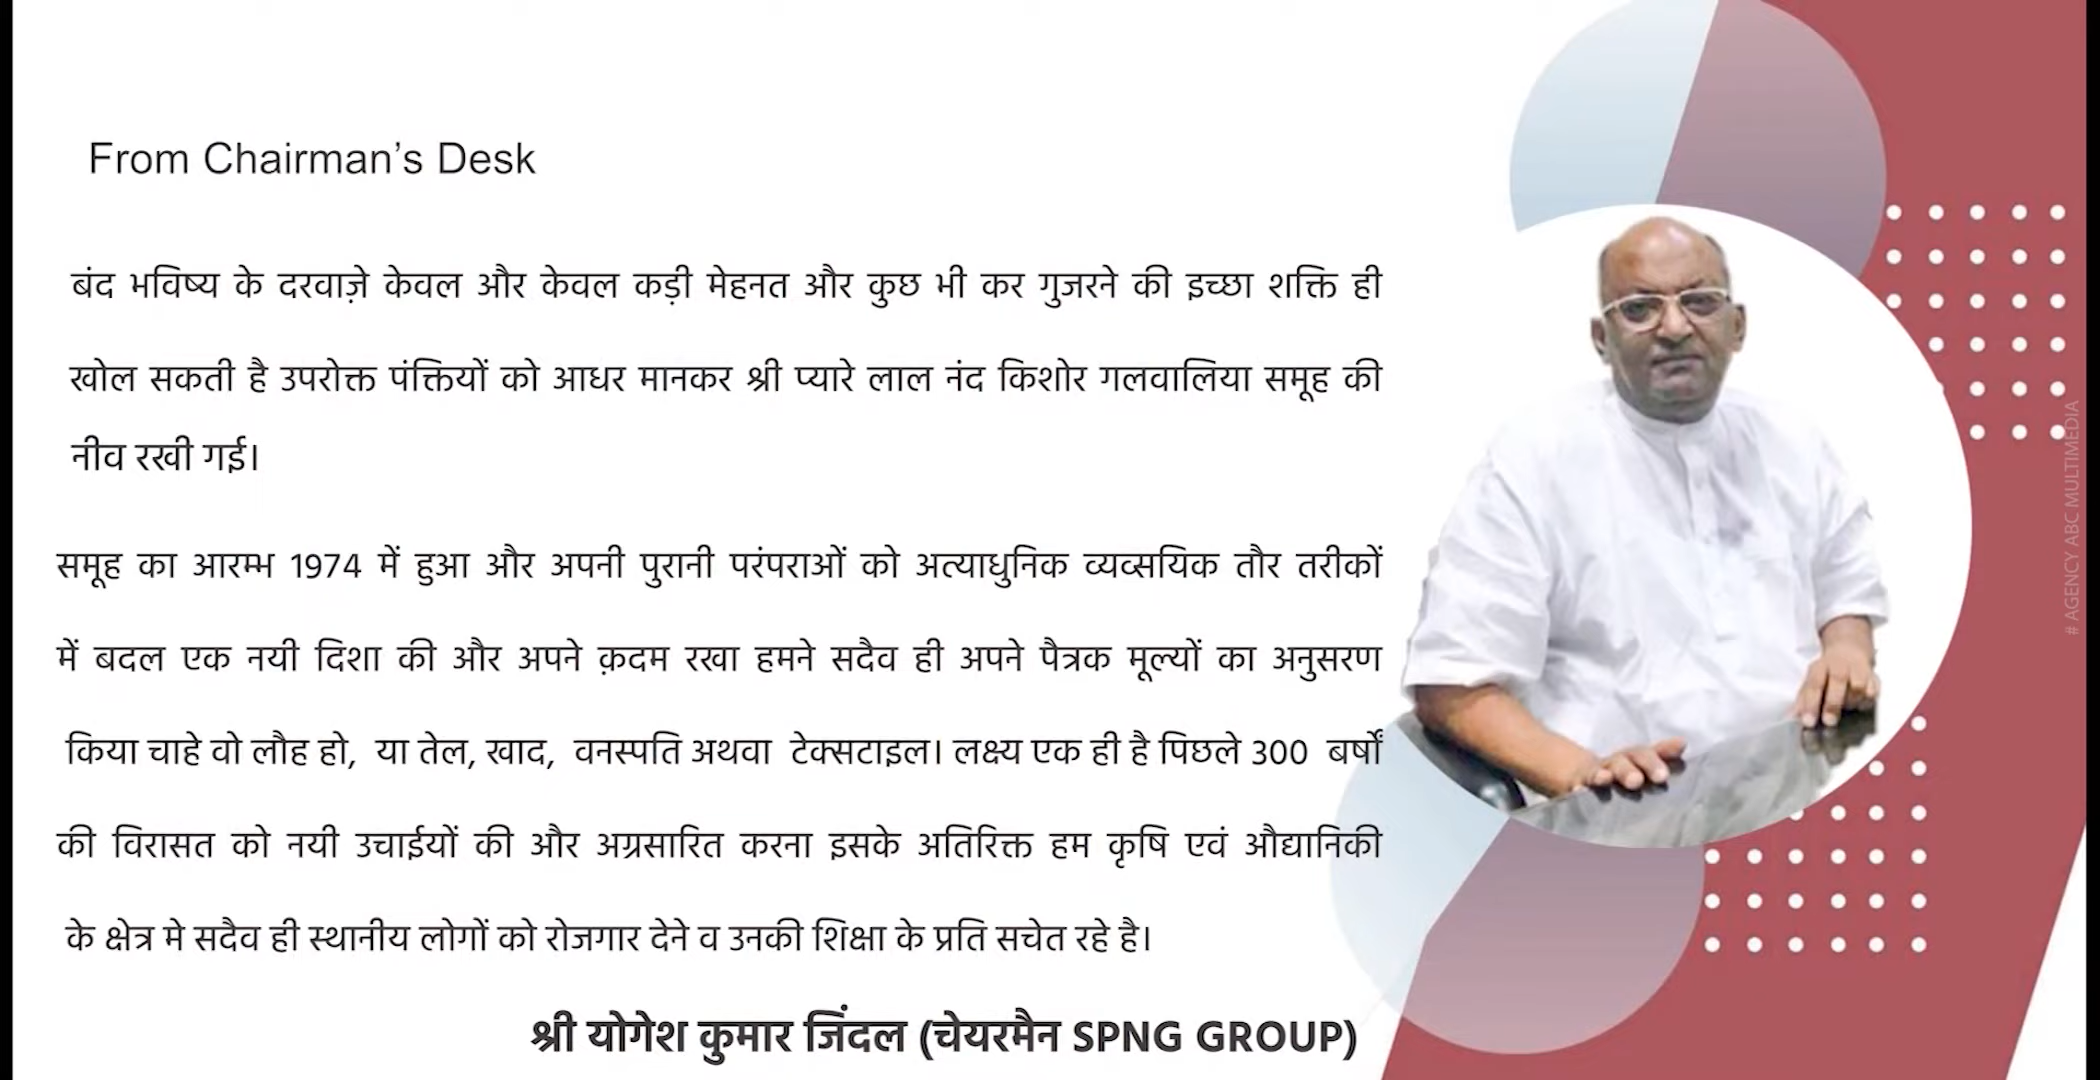 From Chairman’s Desk
बंद भविष्य के दरवाज़े केवल और केवल कड़ी मेहनत और कुछ भी कर गुजरने की इच्छा शक्ति ही
खोल सकती है उपरोक्त पंक्तियों को आधर मानकर श्री प्यारे लाल नंद किशोर गलवालिया समूह की
नीव रखी गई।
समूह का आरम्भ 1974 में हुआ और अपनी पुरानी परंपराओं को अत्याधुनिक व्यव्सयिक तौर तरीकों
में बदल एक नयी दिशा की और अपने क़दम रखा हमने सदैव ही अपने पैत्रक मूल्यों का अनुसरण
किया चाहे वो लौह हो, या तेल, खाद, वनस्पति अथवा टेक्सटाइल। लक्ष्य एक ही है पिछले 300 बर्षों
की विरासत को नयी उचाईयों की और अग्रसारित करना इसके अतिरिक्त हम कृषि एवं औद्यानिकी
के क्षेत्र मे सदैव ही स्थानीय लोगों को रोजगार देने व उनकी शिक्षा के प्रति सचेत रहे है।
श्री योगेश कुमार जिंदल (चेयरमैन SPNG GROUP)
# AGENCY ABC MULTIMEDIA